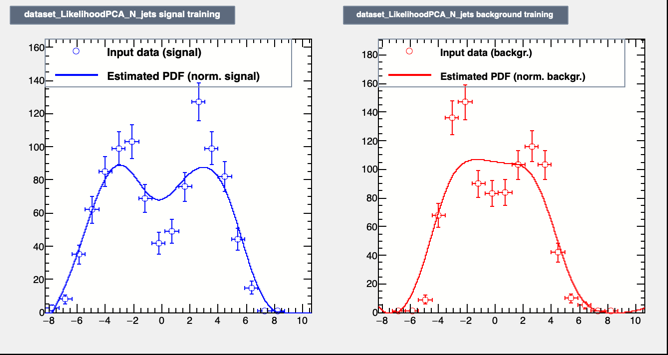 dataset_LikelihoodPCA_N_jets signal training
Input data (signal)
Estimated PDF (norm. signal)
160
140
120
100
80
60
40
20
0
−8 −6 −4 −2 0 2 4 6 8 10
dataset_LikelihoodPCA_N_jets background training
Input data (backgr.)
Estimated PDF (norm. backgr.)
180
160
140
120
100
80
60
40
20
0
−8 −6 −4 −2 0 2 4 6 8 10